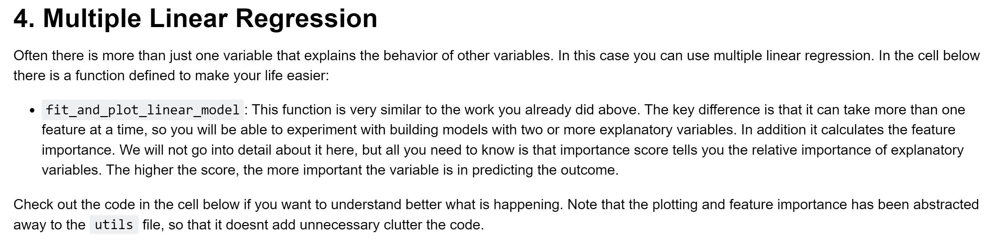 4. Multiple Linear Regression
Often there is more than just one variable that explains the behavior of other variables. In this case you can use multiple linear regression. In the cell below
there is a function defined to make your life easier:
• fit_and_plot_linear_model: This function is very similar to the work you already did above. The key difference is that it can take more than one
feature at a time, so you will be able to experiment with building models with two or more explanatory variables. In addition it calculates the feature
importance. We will not go into detail about it here, but all you need to know is that importance score tells you the relative importance of explanatory
variables. The higher the score, the more important the variable is in predicting the outcome.
Check out the code in the cell below if you want to understand better what is happening. Note that the plotting and feature importance has been abstracted
away to the utils file, so that it doesnt add unnecessary clutter the code.